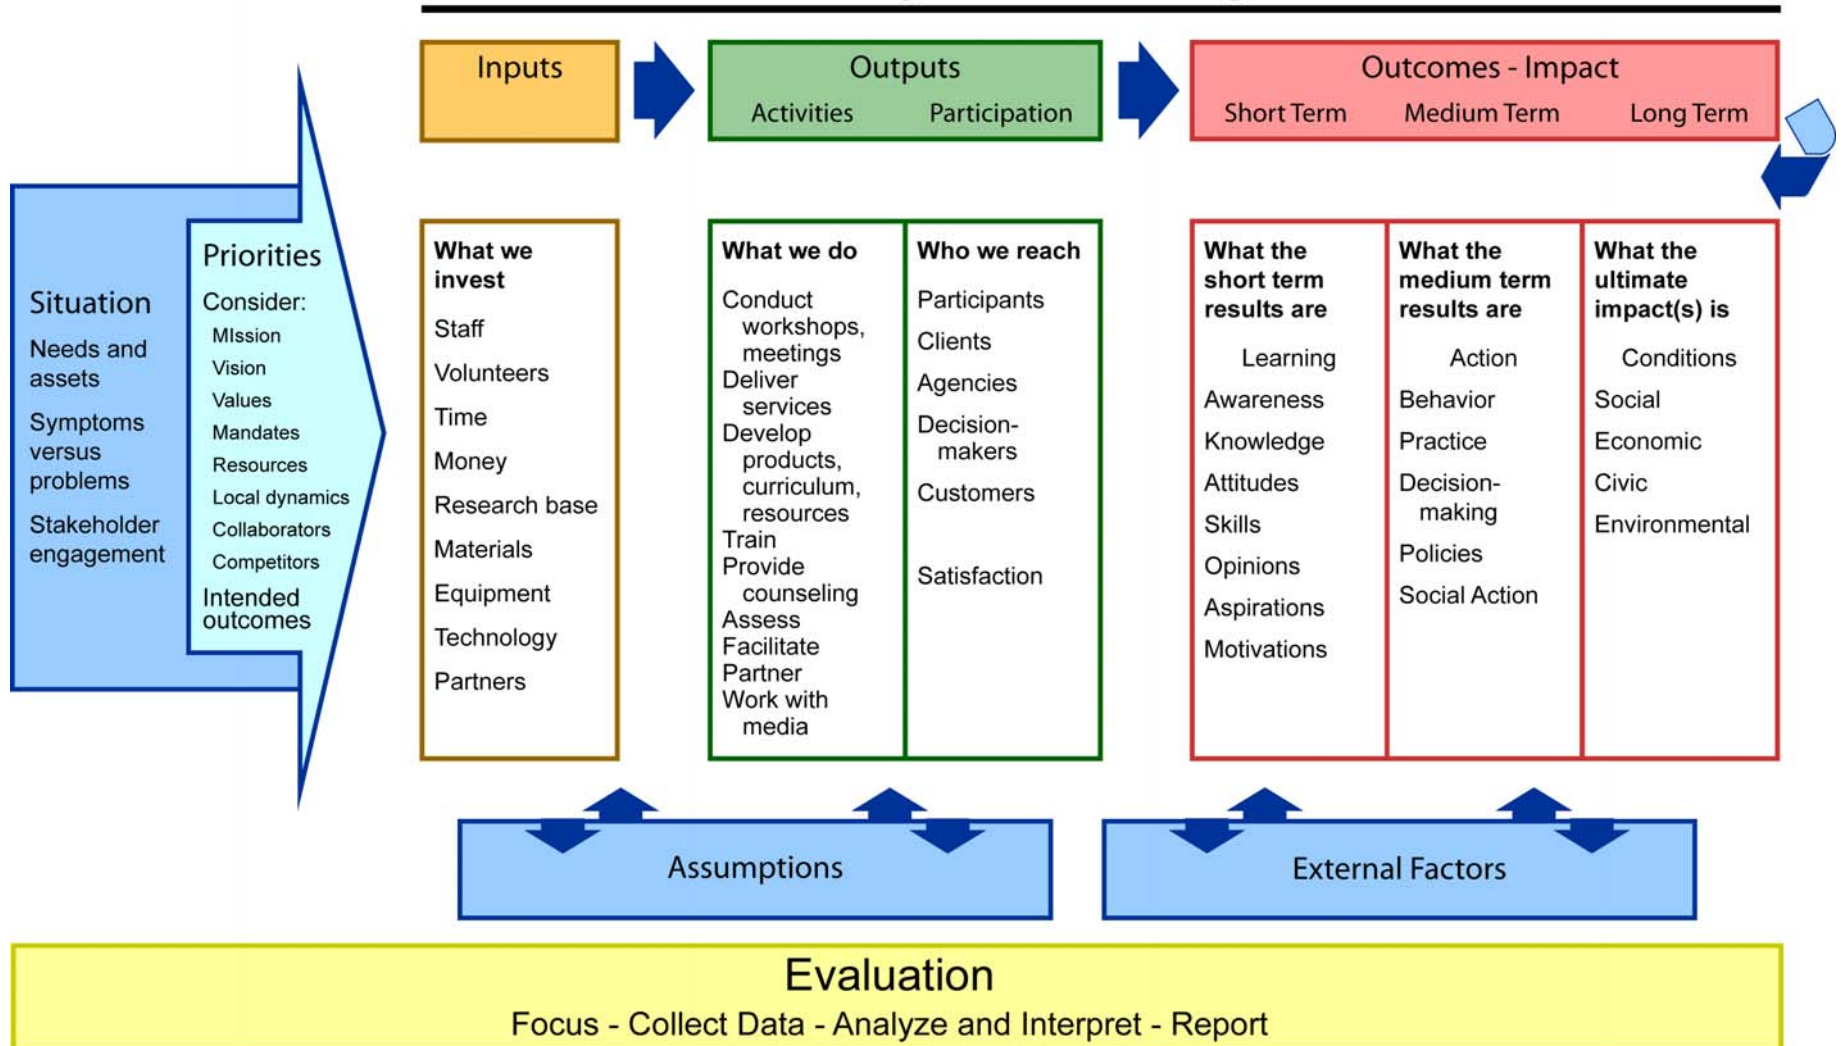 Inputs
Outputs
Activities Participation
Outcomes - Impact
Short Term Medium Term Long Term
Situation
Needs and
assets
Symptoms
versus
problems
Stakeholder
engagement
Priorities
Consider:
MIssion
Vision
Values
Mandates
Resources
Local dynamics
Collaborators
Competitors
Intended
outcomes
What we
invest
Staff
Volunteers
Time
Money
Research base
Materials
Equipment
Technology
Partners
What we do
Conduct
workshops,
meetings
Deliver
services
Develop
products,
curriculum,
resources
Train
Provide
counseling
Assess
Facilitate
Partner
Work with
media
Who we reach
Participants
Clients
Agencies
Decision-
makers
Customers
Satisfaction
What the
short term
results are
Learning
Awareness
Knowledge
Attitudes
Skills
Opinions
Aspirations
Motivations
What the
medium term
results are
Action
Behavior
Practice
Decision-
making
Policies
Social Action
What the
ultimate
impact(s) is
Conditions
Social
Economic
Civic
Environmental
Assumptions
External Factors
Evaluation
Focus - Collect Data - Analyze and Interpret - Report